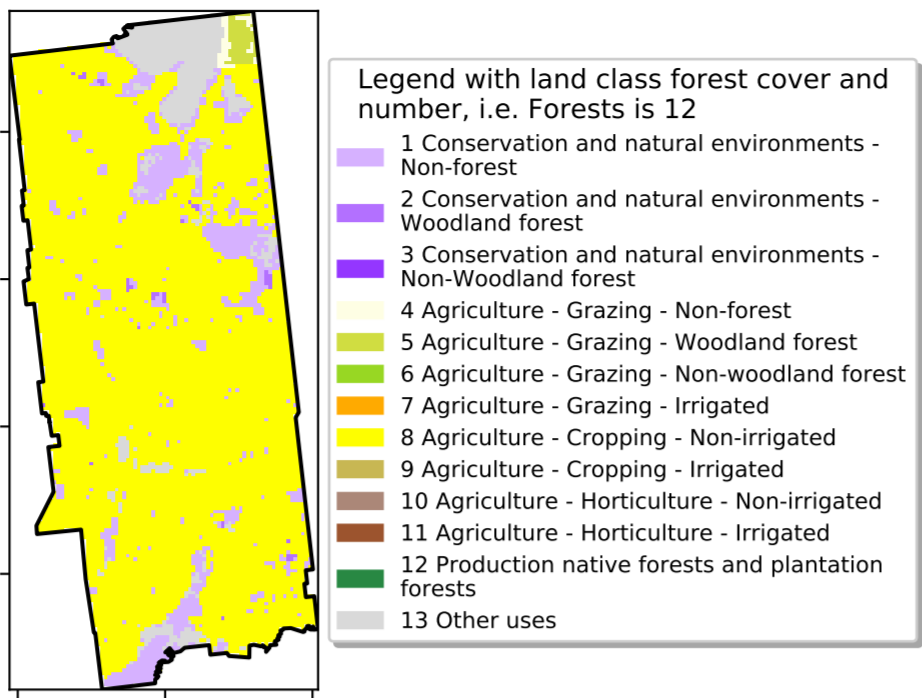 Legend with land class forest cover and
number, i.e. Forests is 12
1 Conservation and natural environments -
Non-forest
2 Conservation and natural environments -
Woodland forest
3 Conservation and natural environments -
Non-Woodland forest
4 Agriculture - Grazing - Non-forest
5 Agriculture - Grazing - Woodland forest
6 Agriculture - Grazing - Non-woodland forest
7 Agriculture - Grazing - Irrigated
8 Agriculture - Cropping - Non-irrigated
9 Agriculture - Cropping - Irrigated
10 Agriculture - Horticulture - Non-irrigated
11 Agriculture - Horticulture - Irrigated
12 Production native forests and plantation
forests
13 Other uses